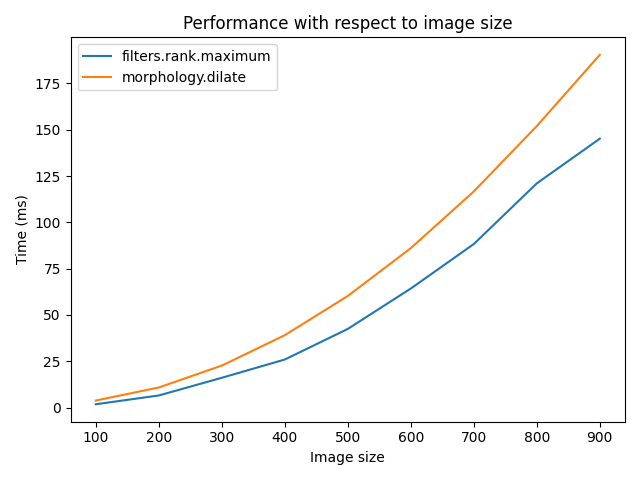 Performance with respect to image size
filters.rank.maximum
morphology.dilate
Time (ms)
175
150
125
100
75
50
25
0
100 200 300 400 500 600 700 800 900
Image size